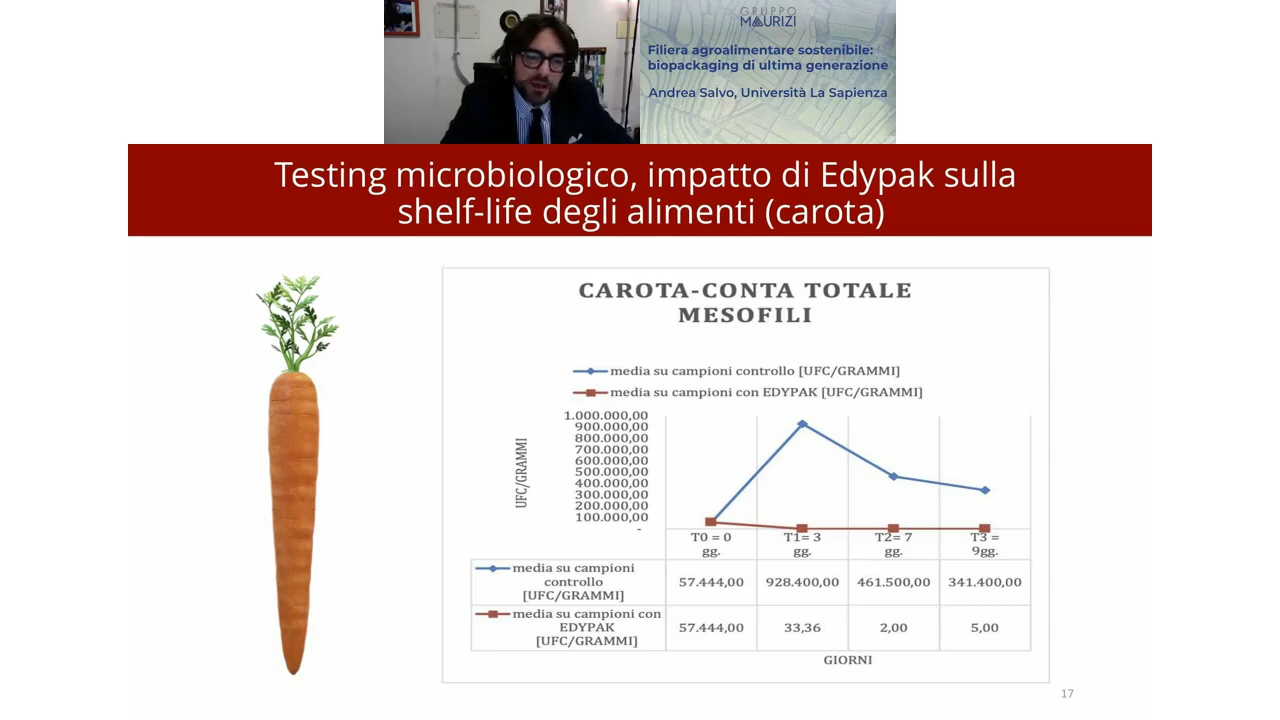 GRUPPO
MAURIZI
Filiera agroalimentare sostenibile:
biopackaging di ultima generazione
Andrea Salvo, Università La Sapienza
Testing microbiologico, impatto di Edypak sulla
shelf-life degli alimenti (carota)
CAROTA-CONTA TOTALE
MESOFILI
media su campioni controllo [UFC/GRAMMI]
media su campioni con EDYPAK [UFC/GRAMMI]
UFC/GRAMMI
1.000.000,00
900.000,00
800.000,00
700.000,00
600.000,00
500.000,00
400.000,00
300.000,00
200.000,00
100.000,00
-
T0 = 0 gg.
T1= 3 gg.
T2= 7 gg.
T3 = 9gg.
media su campioni
controllo
[UFC/GRAMMI]
57.444,00 928.400,00 461.500,00 341.400,00
media su campioni con
EDYPAK
[UFC/GRAMMI]
57.444,00 33,36 2,00 5,00
GIORNI
17